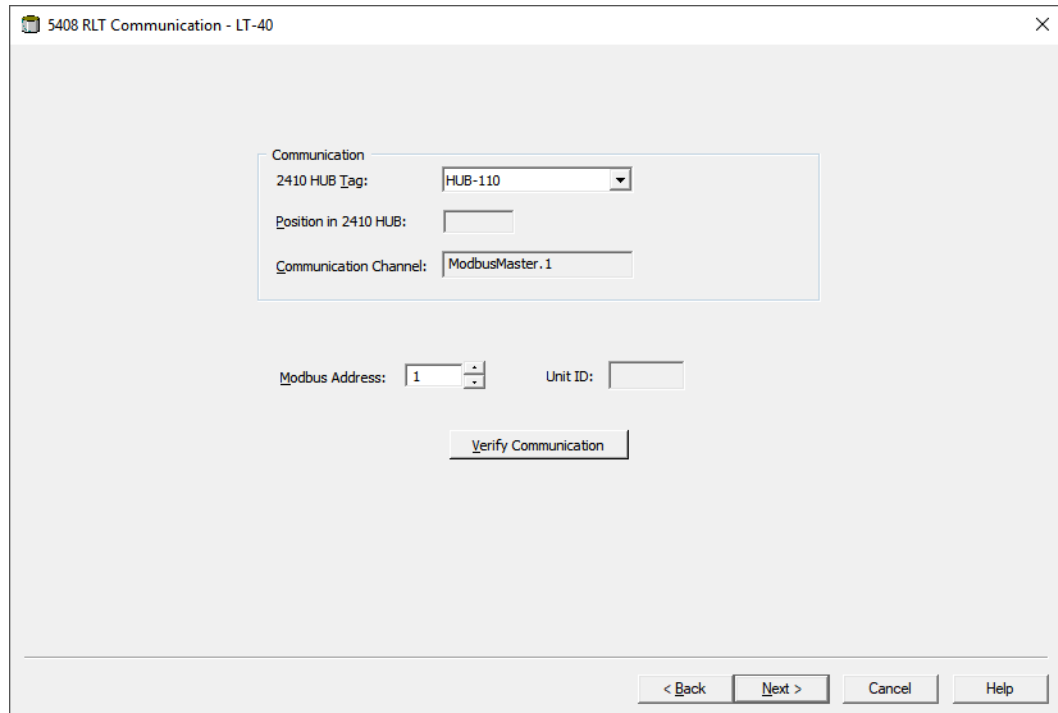 5408 RLT Communication - LT-40
Communication
2410 HUB Tag: HUB-110
Position in 2410 HUB:
Communication Channel: ModbusMaster.1
Modbus Address: 1 Unit ID:
Verify Communication
< Back Next > Cancel Help